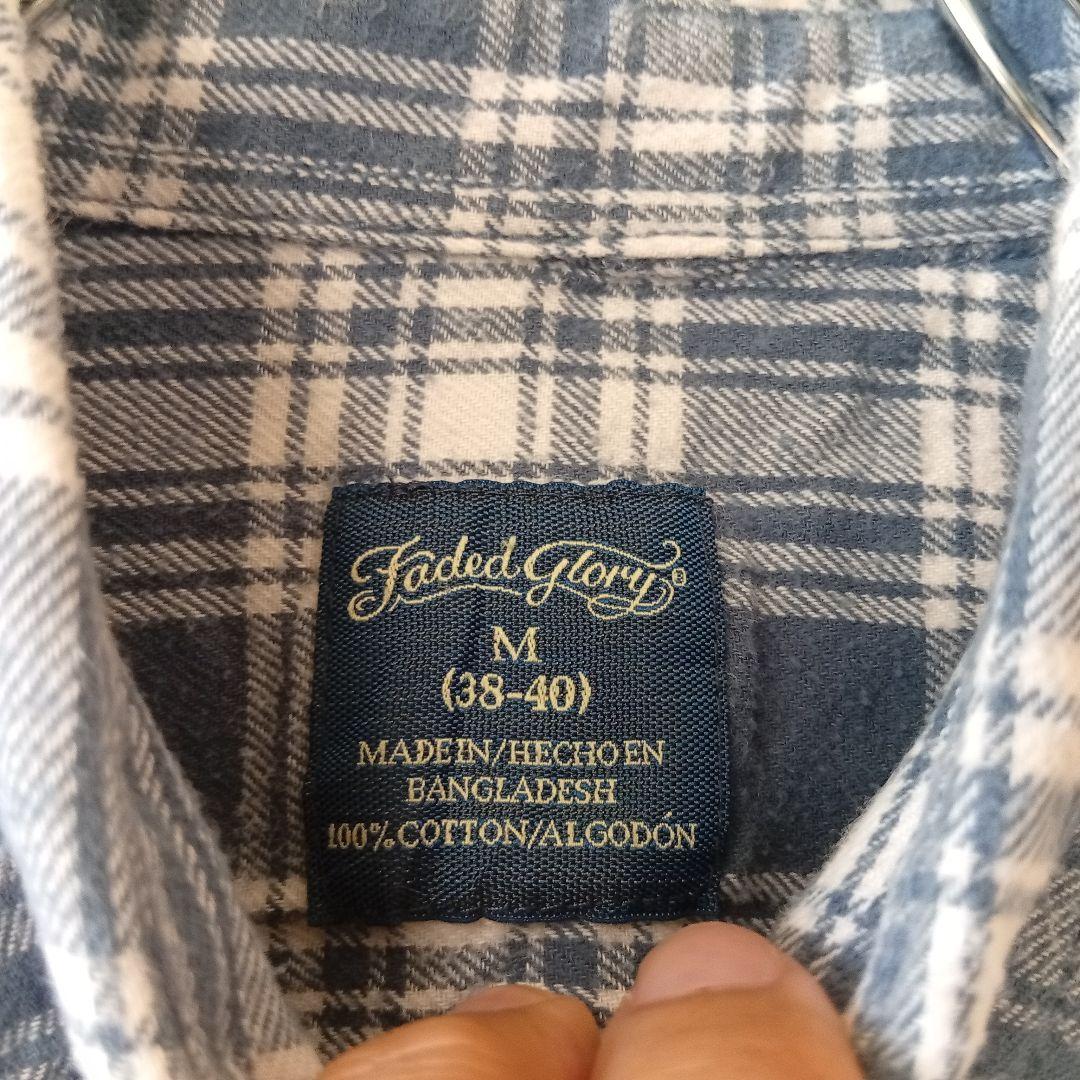 Faded Glory®
M
(38-40)
MADE IN/HECHO EN
BANGLADESH
100% COTTON/ALGODÓN